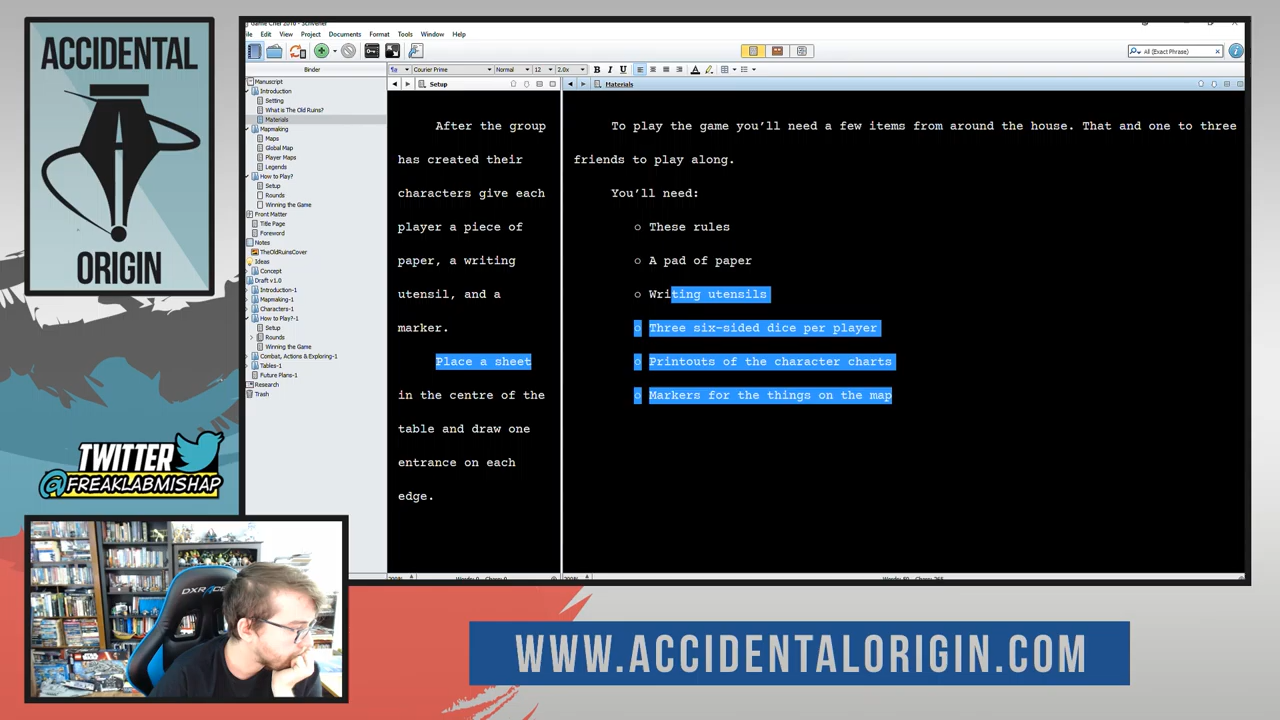 ACCIDENTAL
ORIGIN
TWITTER
@FREAKLABMISHAP
DXRACER
File Edit View Project Documents Format Tools Window Help
All (Exact Phrase)
Binder
Courier Prime Normal 12 2.0x B I U A
Setup
Materials
Manuscript
Introduction
Setting
What is The Old Ruins?
Materials
Mapmaking
Maps
Global Map
Player Maps
Legends
How to Play?
Setup
Rounds
Winning the Game
Front Matter
Title Page
Foreword
Notes
TheOldRuinsCover
Ideas
Concept
Draft v1.0
Introduction-1
Mapmaking-1
Characters-1
How to Play?-1
Setup
Rounds
Winning the Game
Combat, Actions & Exploring-1
Tables-1
Future Plans-1
Research
Trash
After the group
has created their
characters give each
player a piece of
paper, a writing
utensil, and a
marker.
Place a sheet
in the centre of the
table and draw one
entrance on each
edge.
To play the game you’ll need a few items from around the house. That and one to three
friends to play along.
You’ll need:
These rules
A pad of paper
Writing utensils
Three six-sided dice per player
Printouts of the character charts
Markers for the things on the map
WWW.ACCIDENTALORIGIN.COM